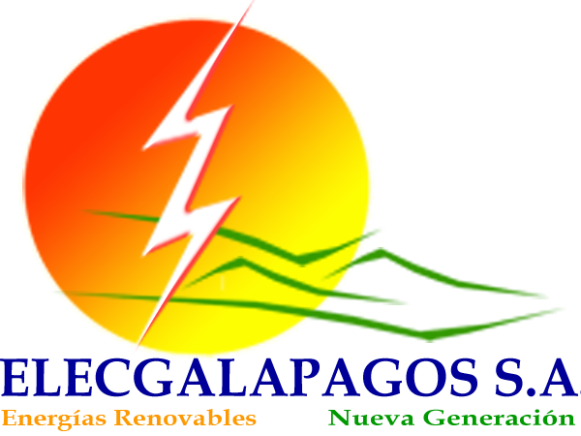 ELECGALAPAGOS S.A.
Energías Renovables Nueva Generación